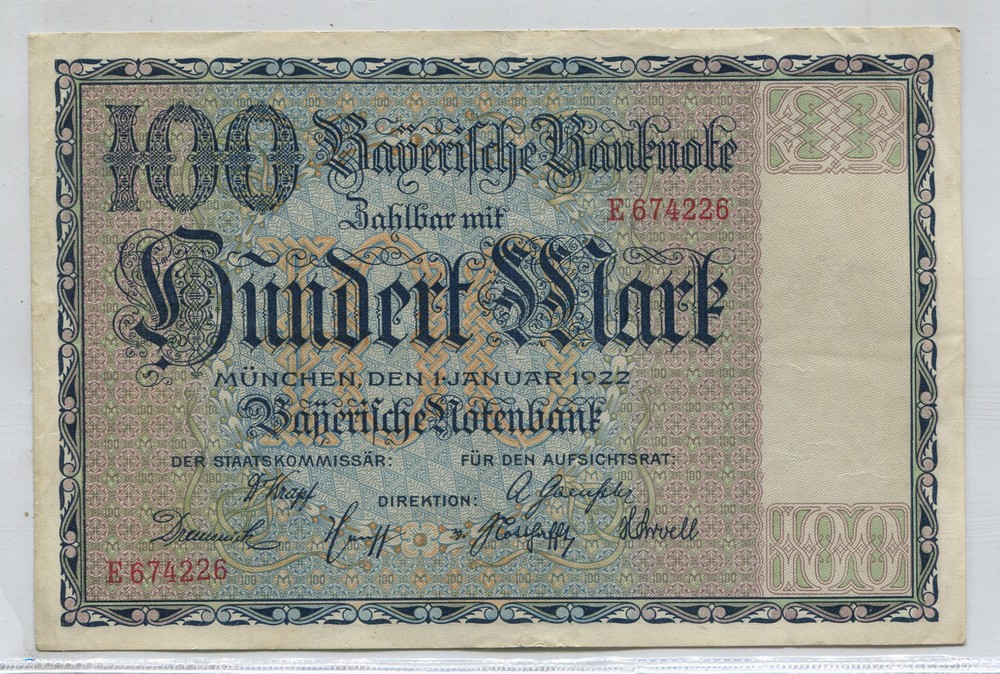 100 Bayerische Banknote
Zahlbar mit
E 674226
Hundert Mark
MÜNCHEN, DEN 1·JANUAR 1922
Bayerische Notenbank
DER STAATSKOMMISSÄR:
FÜR DEN AUFSICHTSRAT:
DIREKTION:
E 674226
100